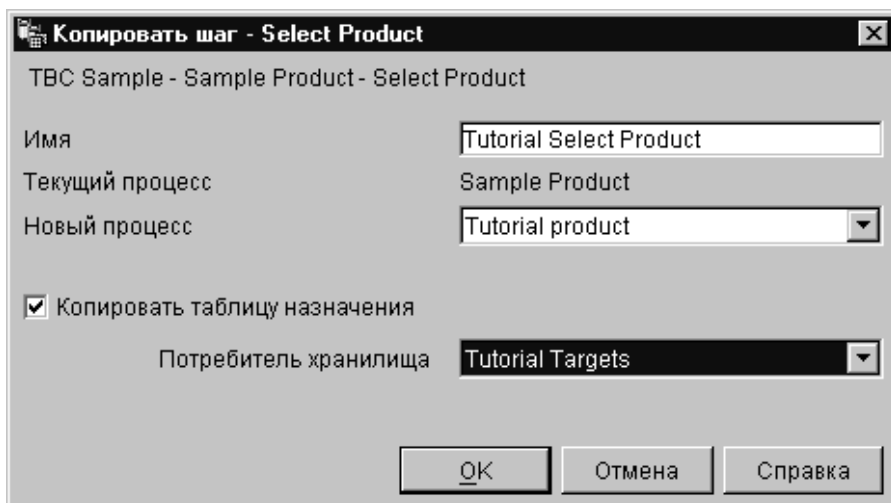 Копировать шаг - Select Product
TBC Sample - Sample Product - Select Product
Имя Tutorial Select Product
Текущий процесс Sample Product
Новый процесс Tutorial product
Копировать таблицу назначения
Потребитель хранилища Tutorial Targets
OK Отмена Справка